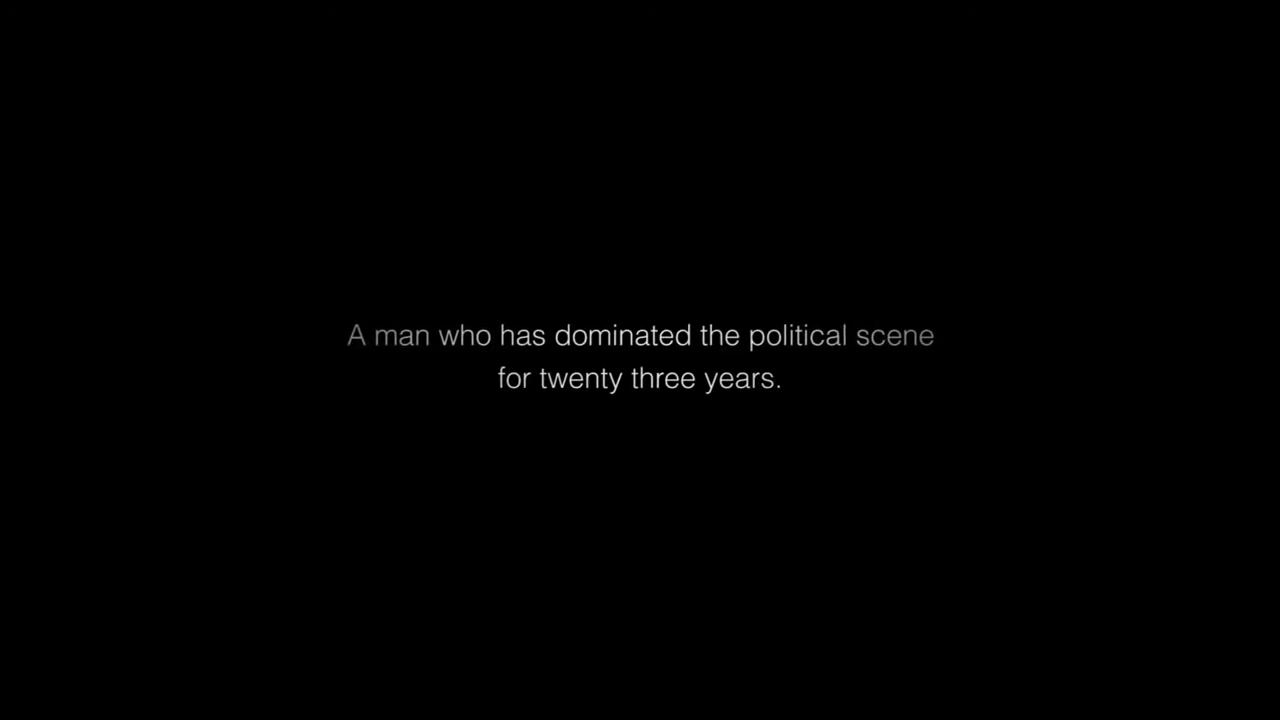 A man who has dominated the political scene
for twenty three years.